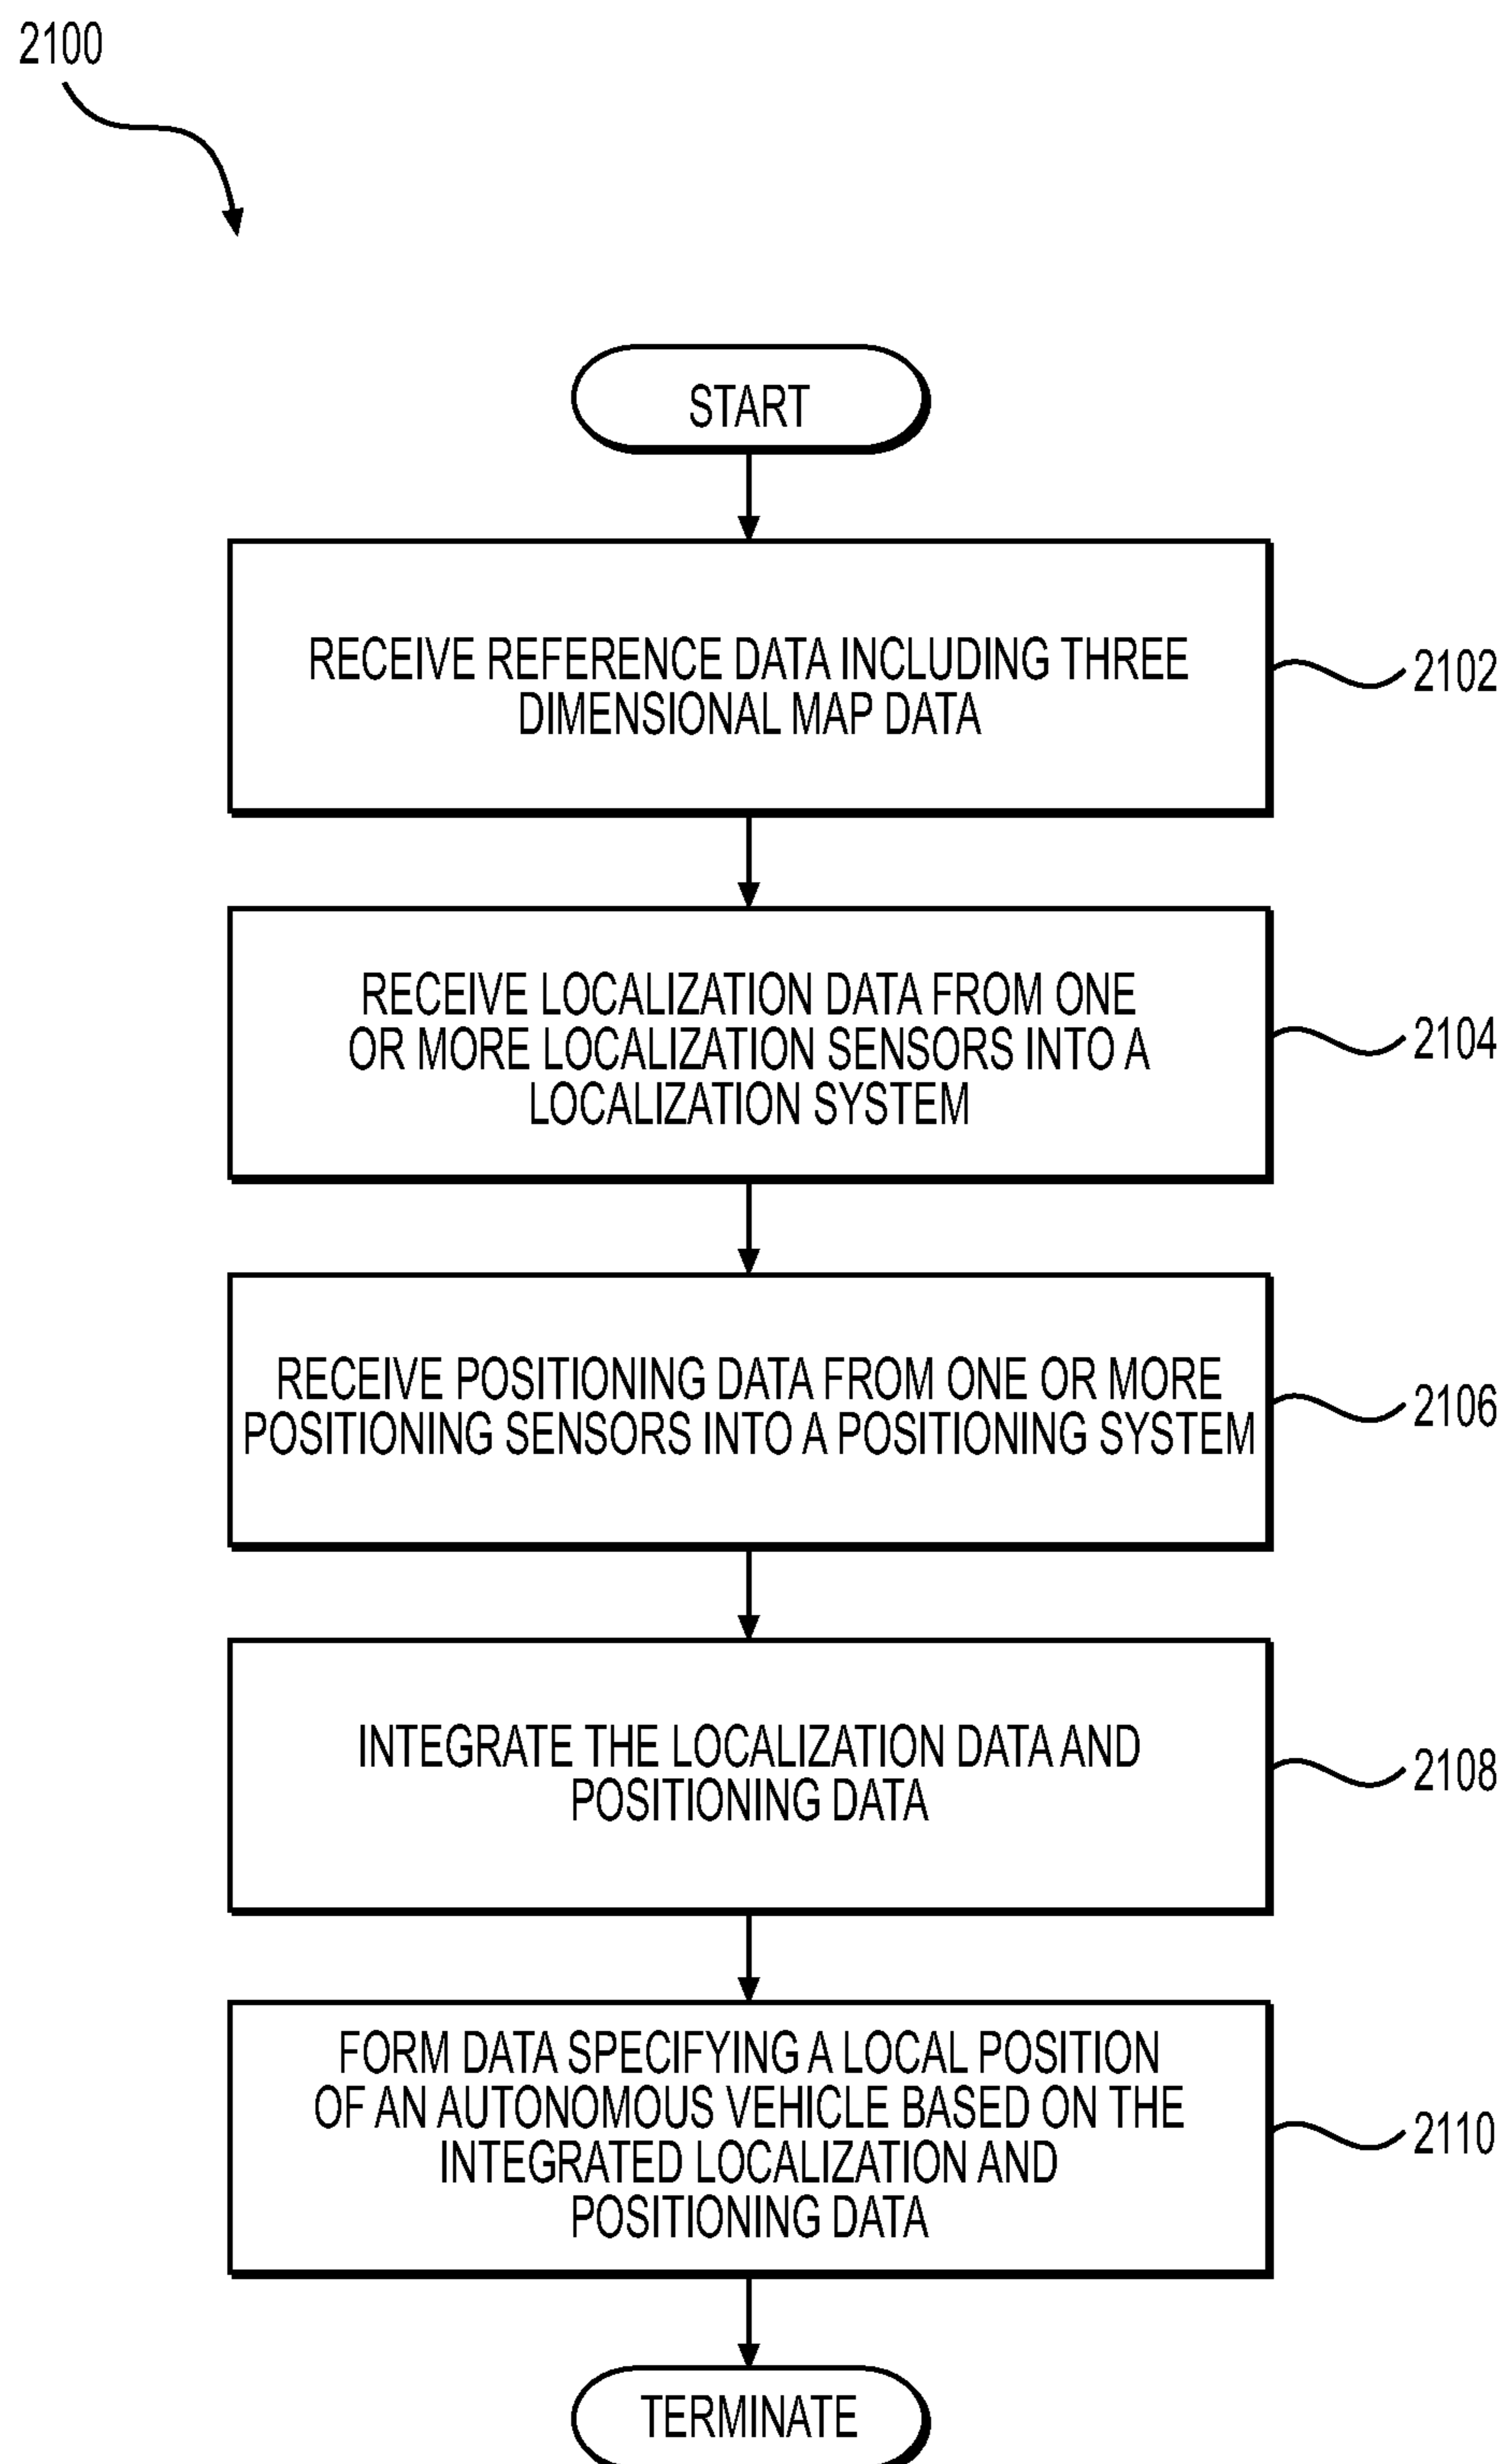 2100
START
RECEIVE REFERENCE DATA INCLUDING THREE
DIMENSIONAL MAP DATA
2102
RECEIVE LOCALIZATION DATA FROM ONE
OR MORE LOCALIZATION SENSORS INTO A
LOCALIZATION SYSTEM
2104
RECEIVE POSITIONING DATA FROM ONE OR MORE
POSITIONING SENSORS INTO A POSITIONING SYSTEM
2106
INTEGRATE THE LOCALIZATION DATA AND
POSITIONING DATA
2108
FORM DATA SPECIFYING A LOCAL POSITION
OF AN AUTONOMOUS VEHICLE BASED ON THE
INTEGRATED LOCALIZATION AND
POSITIONING DATA
2110
TERMINATE